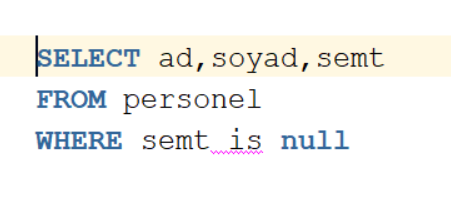 SELECT ad,soyad,semt
FROM personel
WHERE semt is null